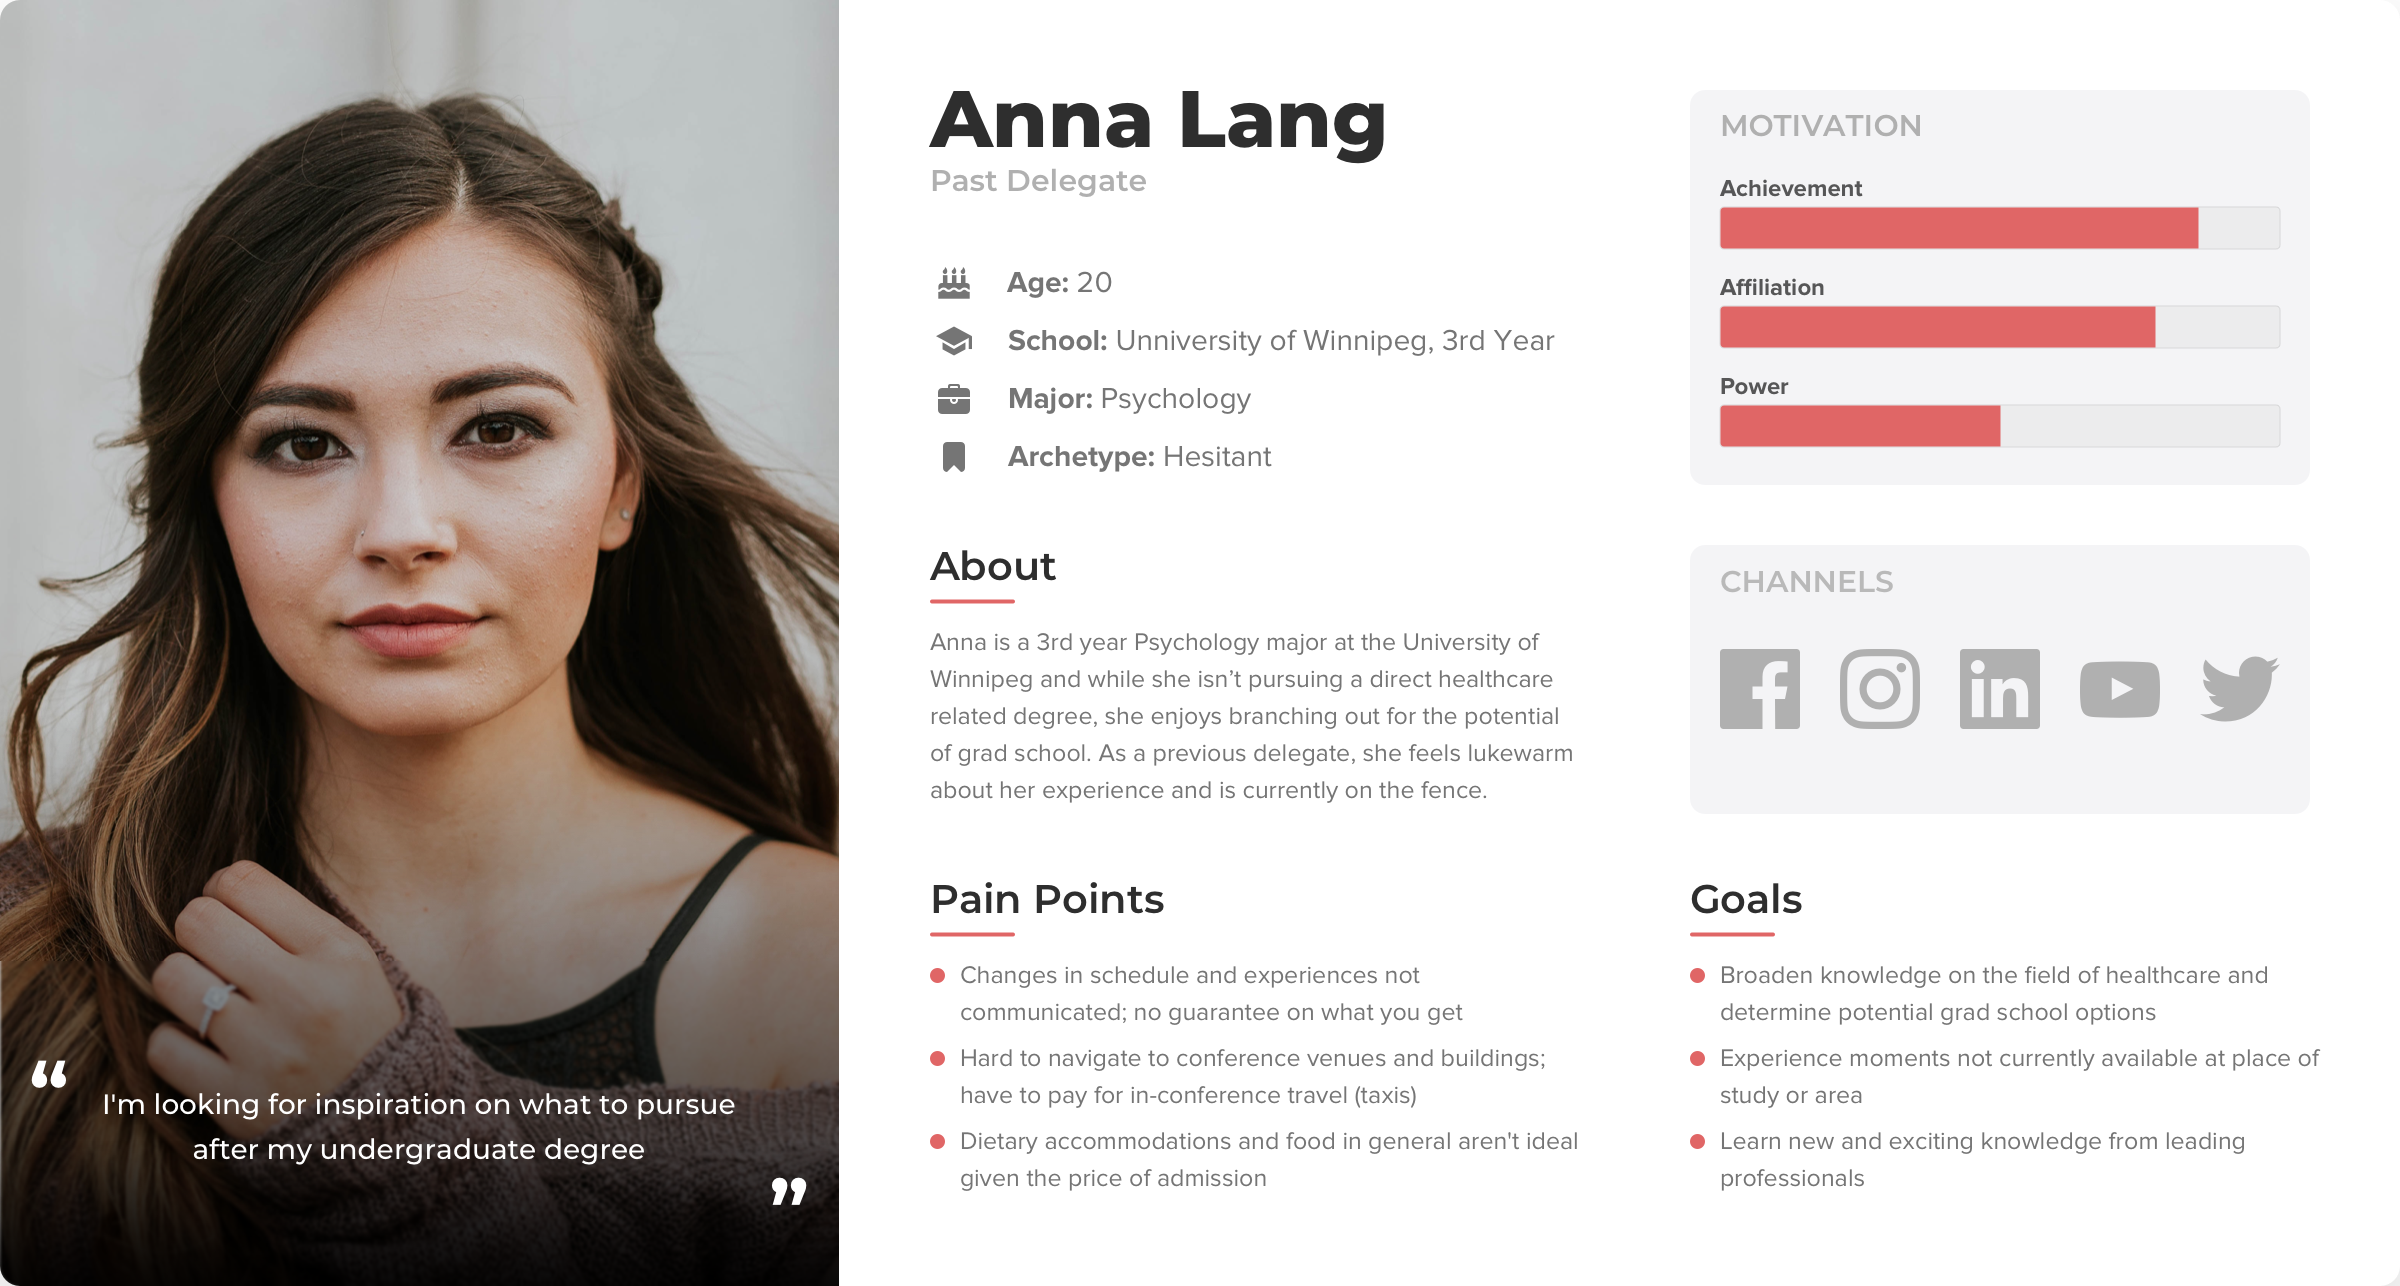 Anna Lang
Past Delegate
Age: 20
School: Unniversity of Winnipeg, 3rd Year
Major: Psychology
Archetype: Hesitant
MOTIVATION
Achievement
Affiliation
Power
About
Anna is a 3rd year Psychology major at the University of
Winnipeg and while she isn’t pursuing a direct healthcare
related degree, she enjoys branching out for the potential
of grad school. As a previous delegate, she feels lukewarm
about her experience and is currently on the fence.
CHANNELS
f
in
Pain Points
Changes in schedule and experiences not
communicated; no guarantee on what you get
Hard to navigate to conference venues and buildings;
have to pay for in-conference travel (taxis)
Dietary accommodations and food in general aren't ideal
given the price of admission
Goals
Broaden knowledge on the field of healthcare and
determine potential grad school options
Experience moments not currently available at place of
study or area
Learn new and exciting knowledge from leading
professionals
“
I'm looking for inspiration on what to pursue
after my undergraduate degree
”